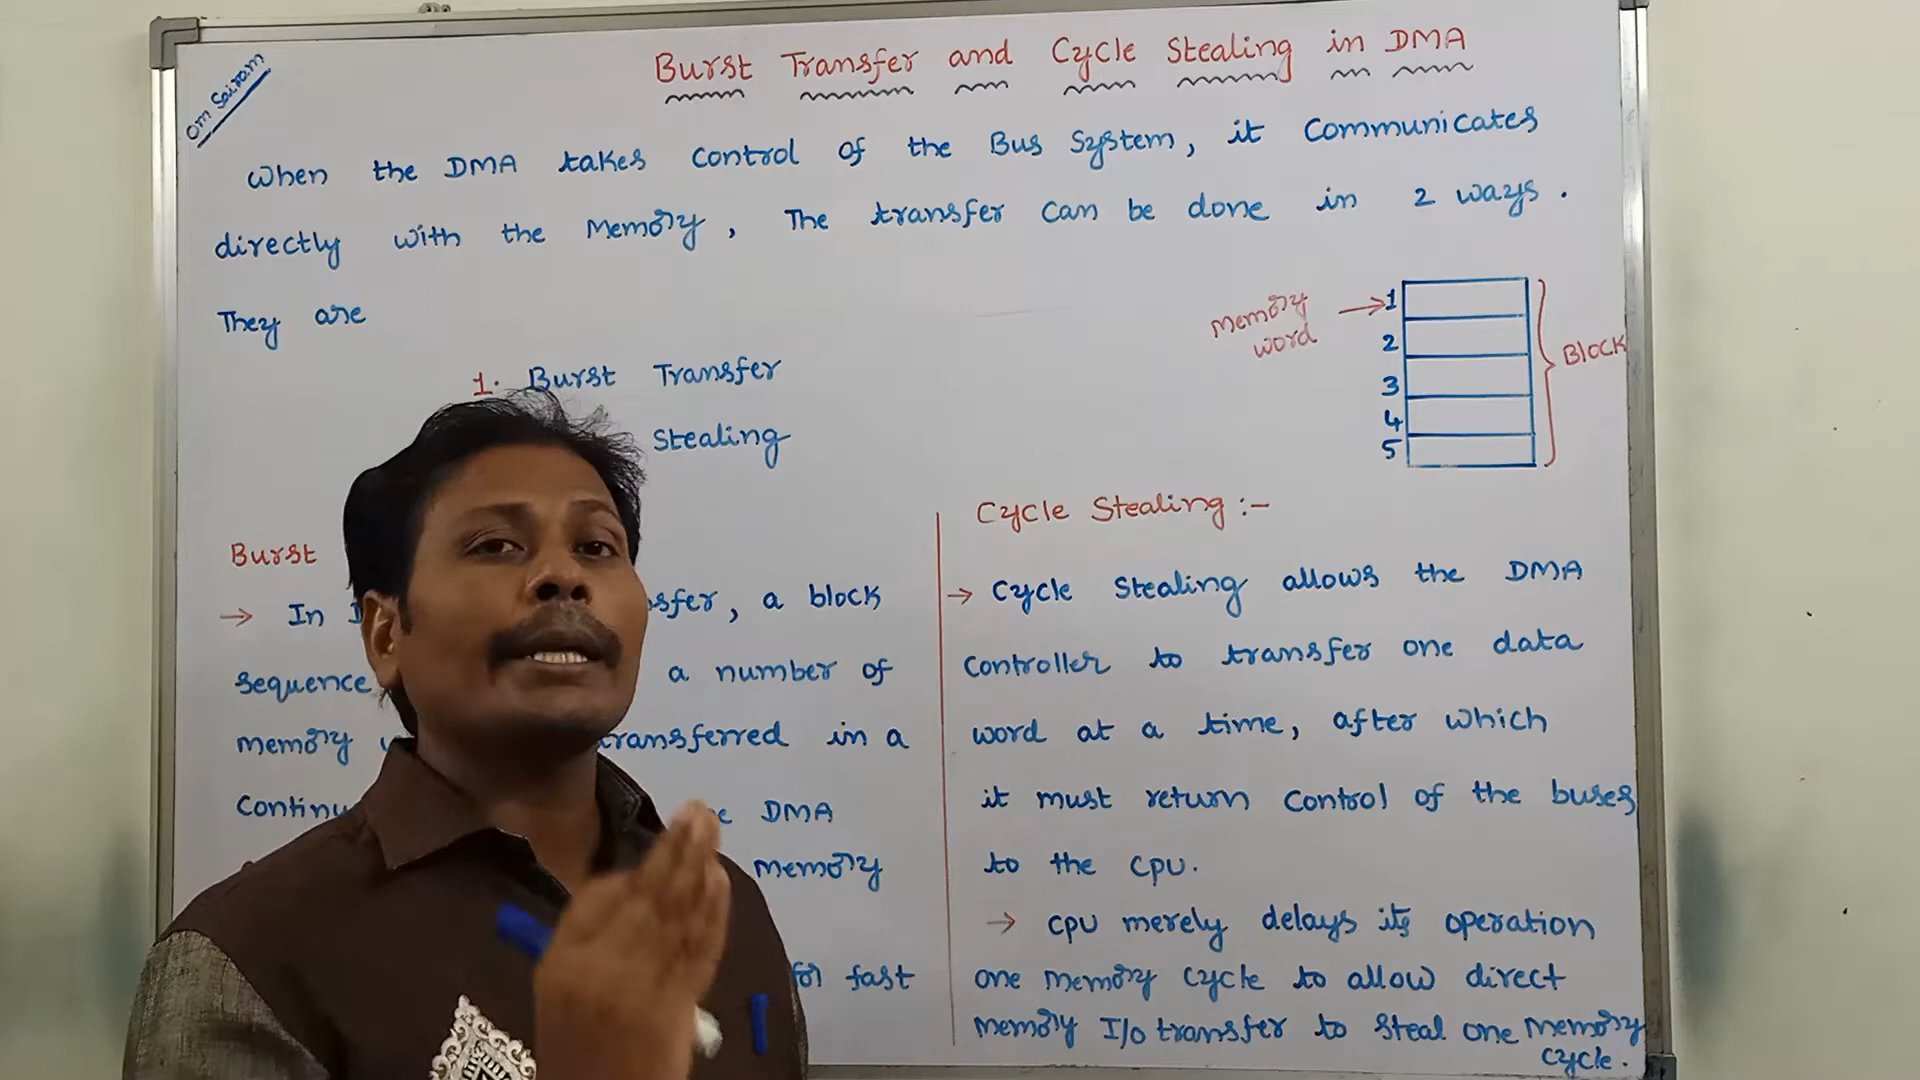 Om Sairam
Burst Transfer and Cycle Stealing in DMA
When the DMA takes control of the Bus System, it communicates
directly with the Memory, The transfer can be done in 2 ways.
They are
1. Burst Transfer
Stealing
Memory
word
1
2
3
4
5
Block
Burst
→ In , a block
sequence a number of
memory transferred in a
DMA
memory
for fast
Cycle Stealing :-
→ Cycle Stealing allows the DMA
controller to transfer one data
word at a time, after which
it must return control of the buses
to the CPU.
→ CPU merely delays its operation
one memory cycle to allow direct
memory I/O transfer to steal one memory
cycle.